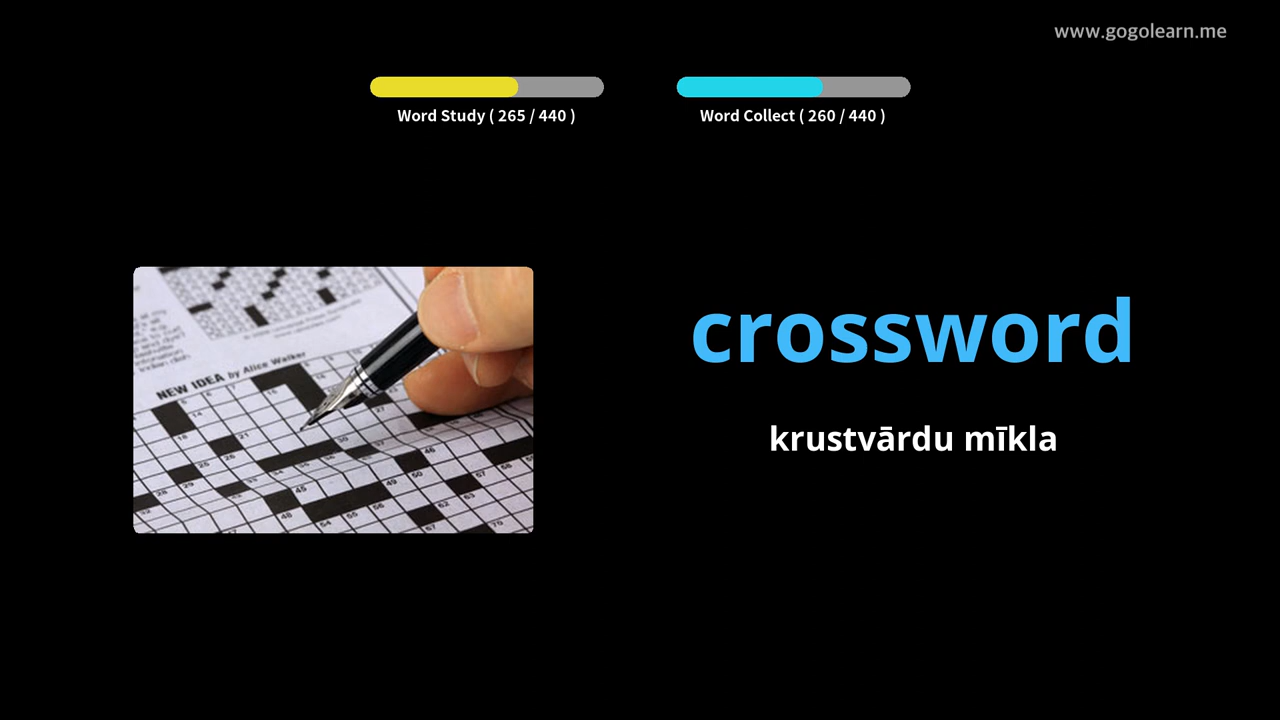 www.gogolearn.me
Word Study ( 265 / 440 )
Word Collect ( 260 / 440 )
NEW IDEA by Alice Walker
crossword
krustvārdu mīkla